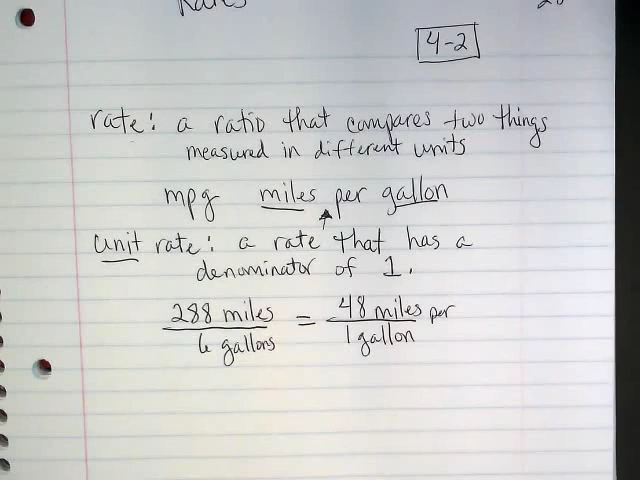 Rates
4-2
rate: a ratio that compares two things
measured in different units
mpg miles per gallon
unit rate: a rate that has a
denominator of 1.
288 miles = 48 miles per
6 gallons 1 gallon